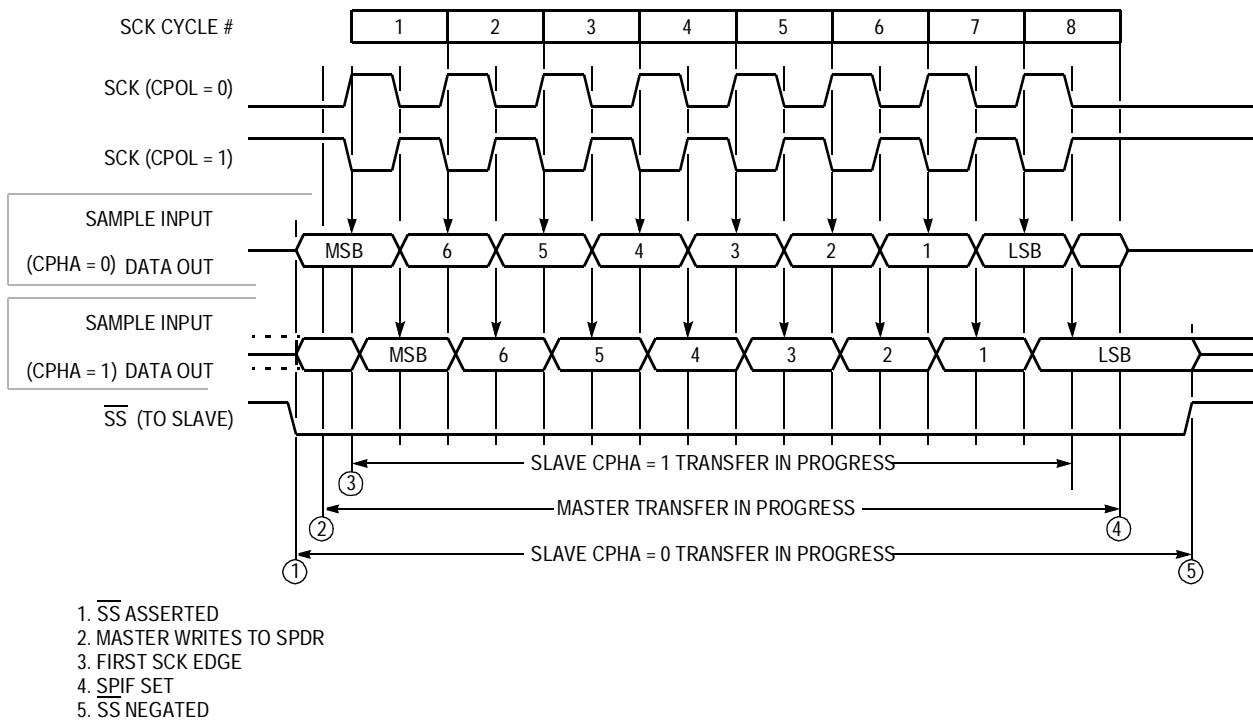 SCK CYCLE # 1 2 3 4 5 6 7 8
SCK (CPOL = 0)
SCK (CPOL = 1)
SAMPLE INPUT
(CPHA = 0) DATA OUT MSB 6 5 4 3 2 1 LSB
SAMPLE INPUT
(CPHA = 1) DATA OUT MSB 6 5 4 3 2 1 LSB
SS (TO SLAVE)
SLAVE CPHA = 1 TRANSFER IN PROGRESS
3
MASTER TRANSFER IN PROGRESS
2 4
SLAVE CPHA = 0 TRANSFER IN PROGRESS
1 5
1. SS ASSERTED
2. MASTER WRITES TO SPDR
3. FIRST SCK EDGE
4. SPIF SET
5. SS NEGATED